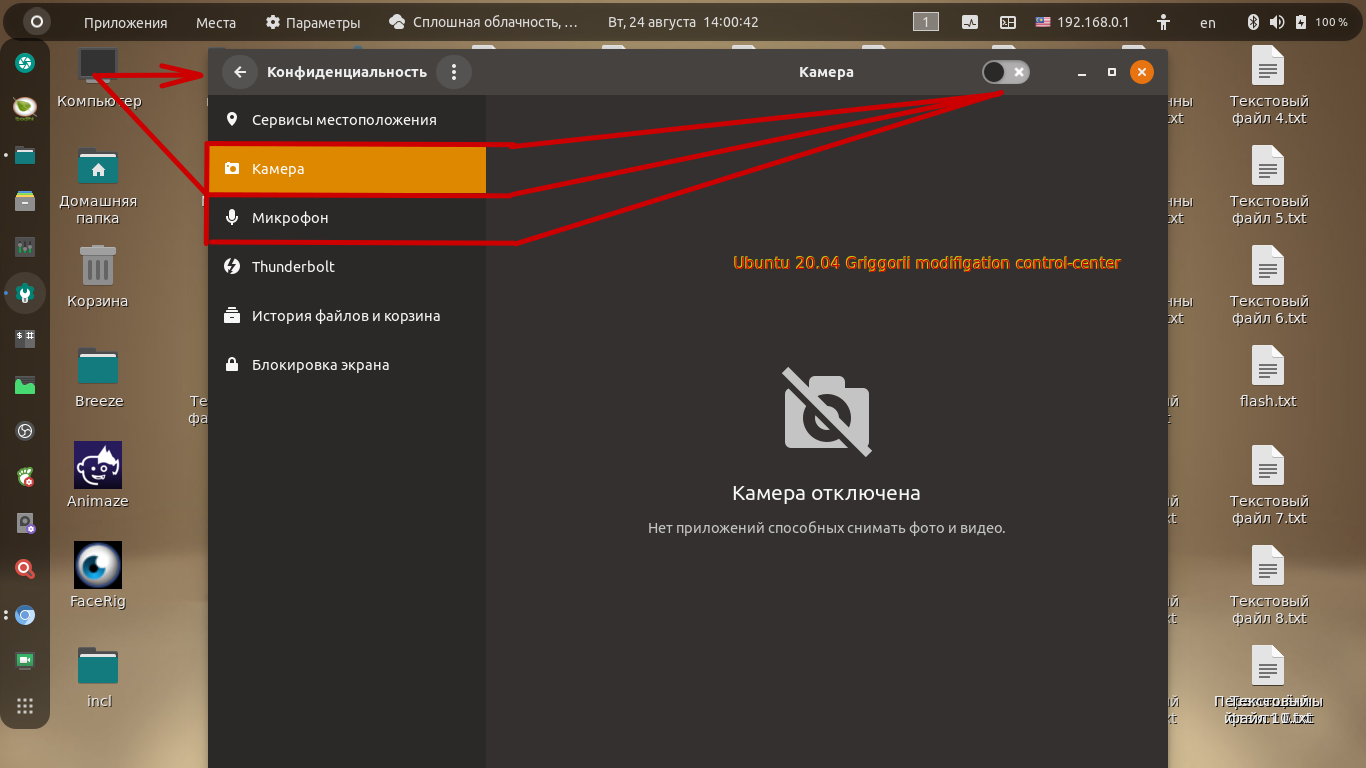 Приложения Места Параметры Сплошная облачность, ... Вт, 24 августа 14:00:42 1 192.168.0.1 en 100 %
Конфиденциальность
Камера
Сервисы местоположения
Камера
Микрофон
Thunderbolt
История файлов и корзина
Блокировка экрана
Ubuntu 20.04 Griggorii modifigation control-center
Камера отключена
Нет приложений способных снимать фото и видео.
Компьютер
Домашняя
папка
Корзина
Breeze
Animaze
FaceRig
incl
Текстовый
файл 4.txt
Текстовый
файл 5.txt
Текстовый
файл 6.txt
flash.txt
Текстовый
файл 7.txt
Текстовый
файл 8.txt